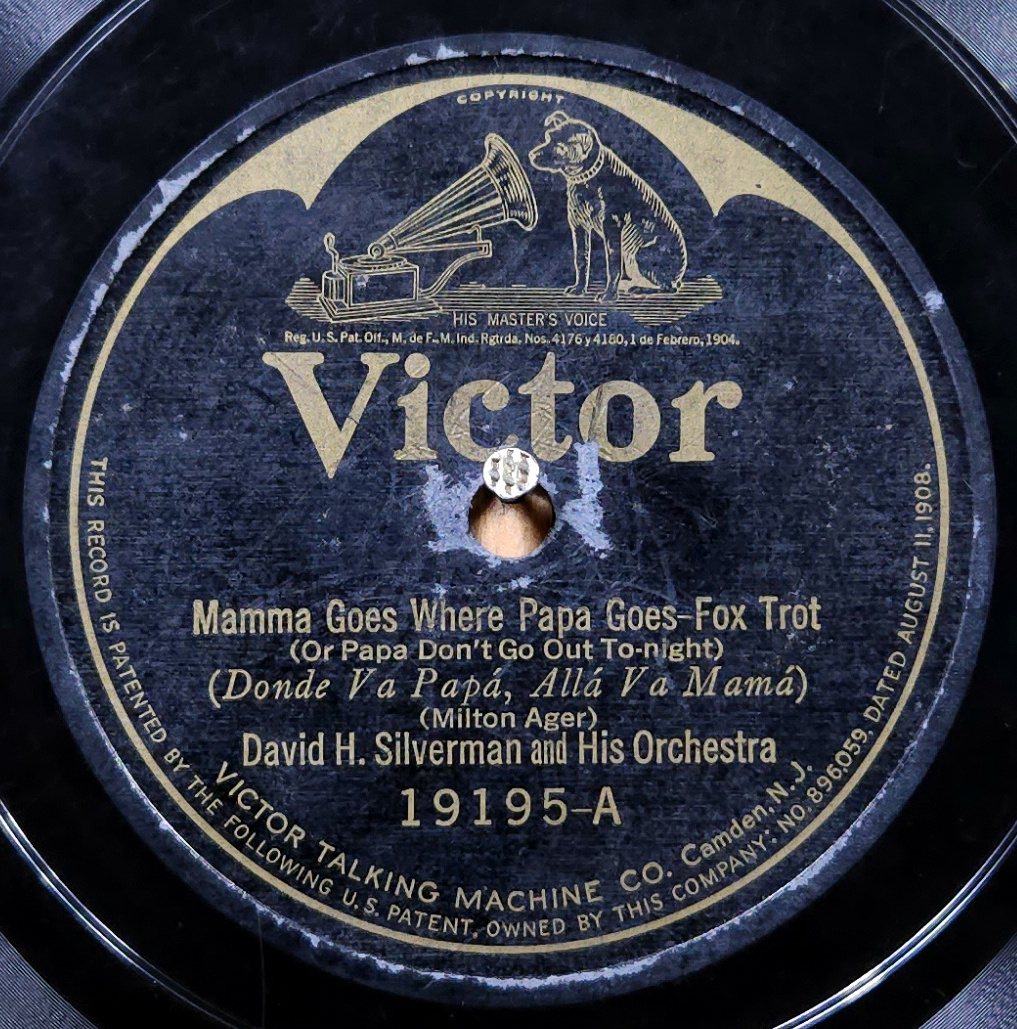 COPYRIGHT
HIS MASTER'S VOICE
Reg. U.S. Pat. Off., M. de F., M. Ind. Rgtrda. Nos. 4176 y 4180, 1 de Febrero, 1904.
Victor
Mamma Goes Where Papa Goes-Fox Trot
(Or Papa Don't Go Out To-night)
(Donde Va Papá, Allá Va Mamá)
(Milton Ager)
David H. Silverman and His Orchestra
19195-A
VICTOR TALKING MACHINE CO. Camden, N.J.
THIS RECORD IS PATENTED BY THE FOLLOWING U.S. PATENT, OWNED BY THIS COMPANY: NO. 896,059, DATED AUGUST 11, 1908.